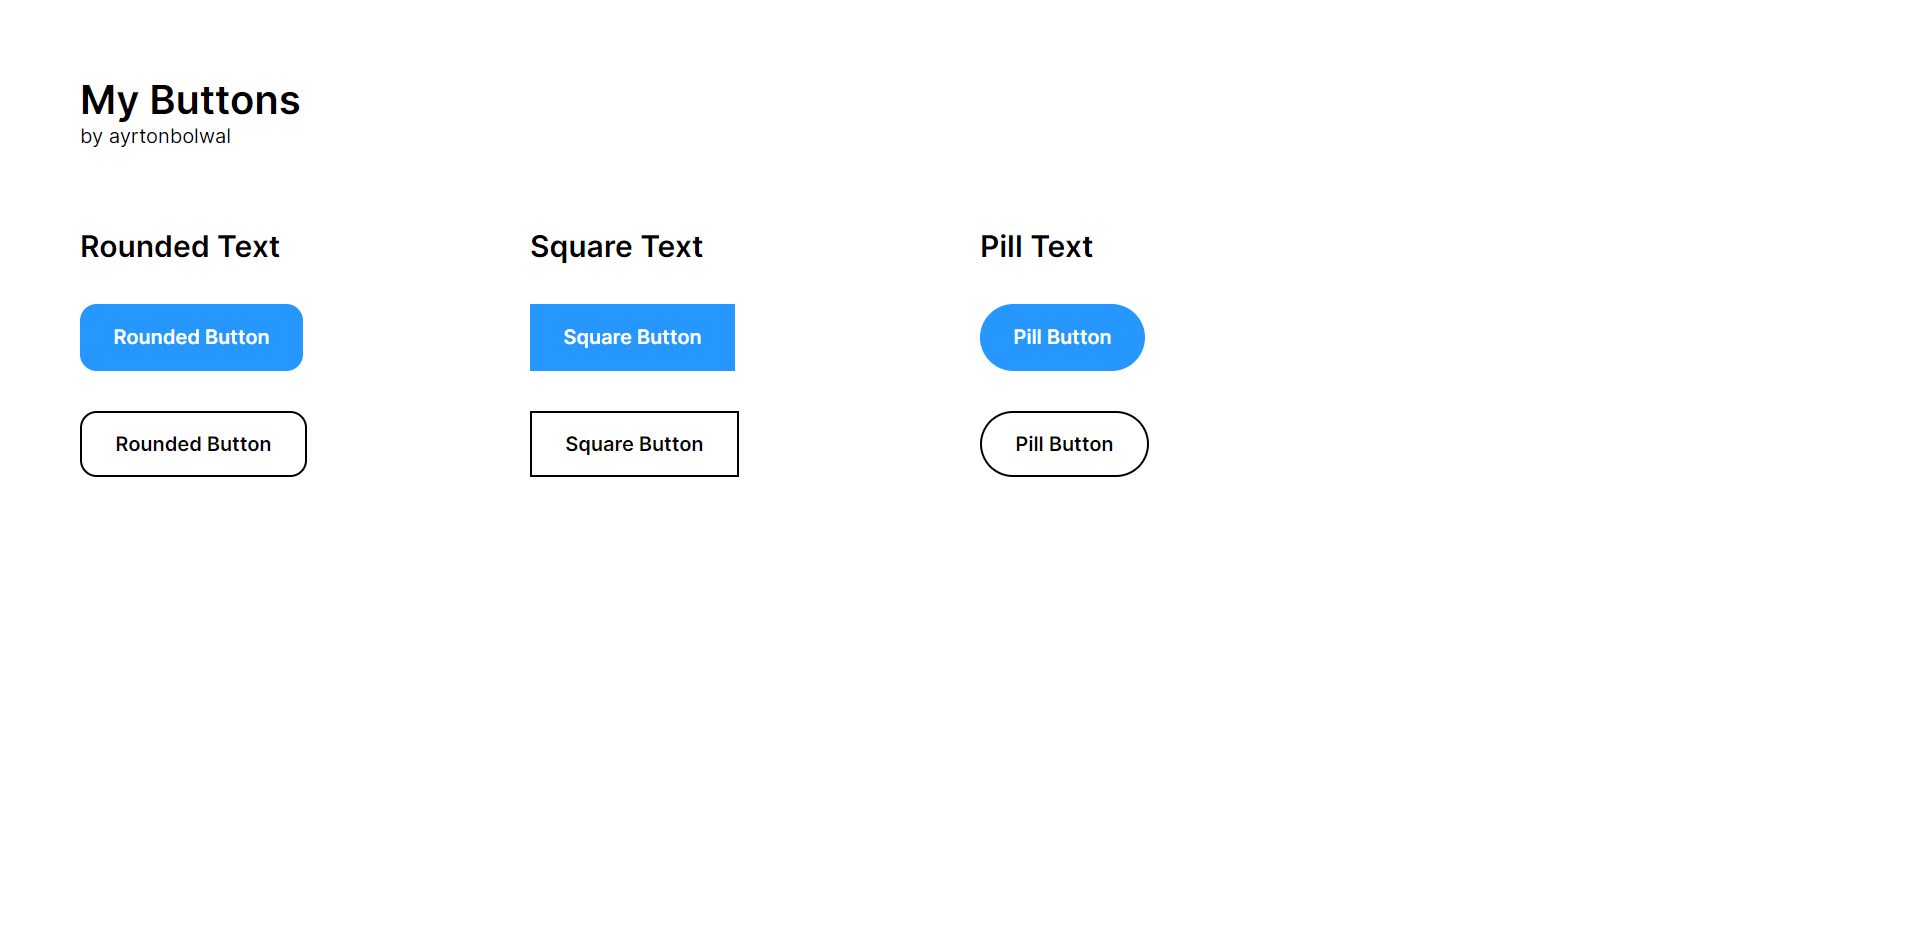 My Buttons
by ayrtonbolwal
Rounded Text
Square Text
Pill Text
Rounded Button
Square Button
Pill Button
Rounded Button
Square Button
Pill Button